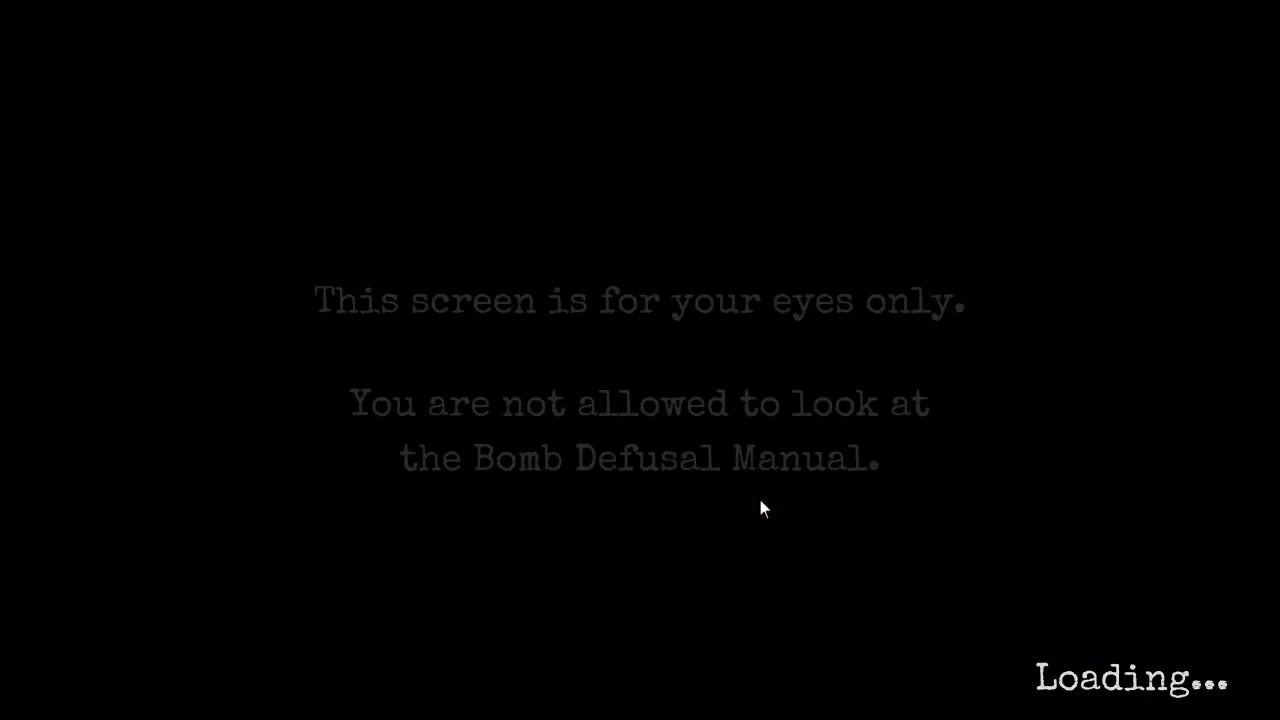 This screen is for your eyes only.
You are not allowed to look at
the Bomb Defusal Manual.
Loading...